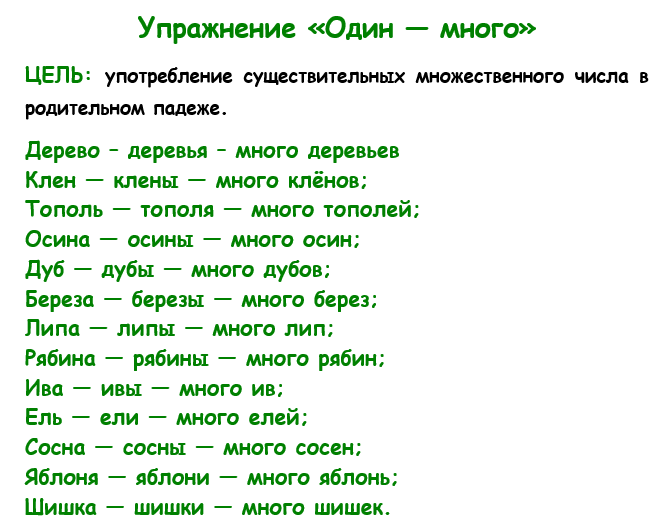 Упражнение «Один — много»
ЦЕЛЬ: употребление существительных множественного числа в
родительном падеже.
Дерево – деревья – много деревьев
Клен — клены — много клёнов;
Тополь — тополя — много тополей;
Осина — осины — много осин;
Дуб — дубы — много дубов;
Береза — березы — много берез;
Липа — липы — много лип;
Рябина — рябины — много рябин;
Ива — ивы — много ив;
Ель — ели — много елей;
Сосна — сосны — много сосен;
Яблоня — яблони — много яблонь;
Шишка — шишки — много шишек.